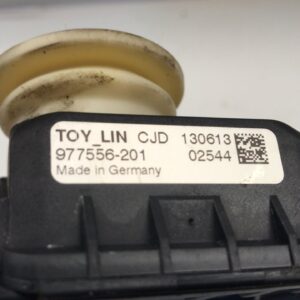 TOY_LIN CJD 130613
977556-201 02544
Made in Germany